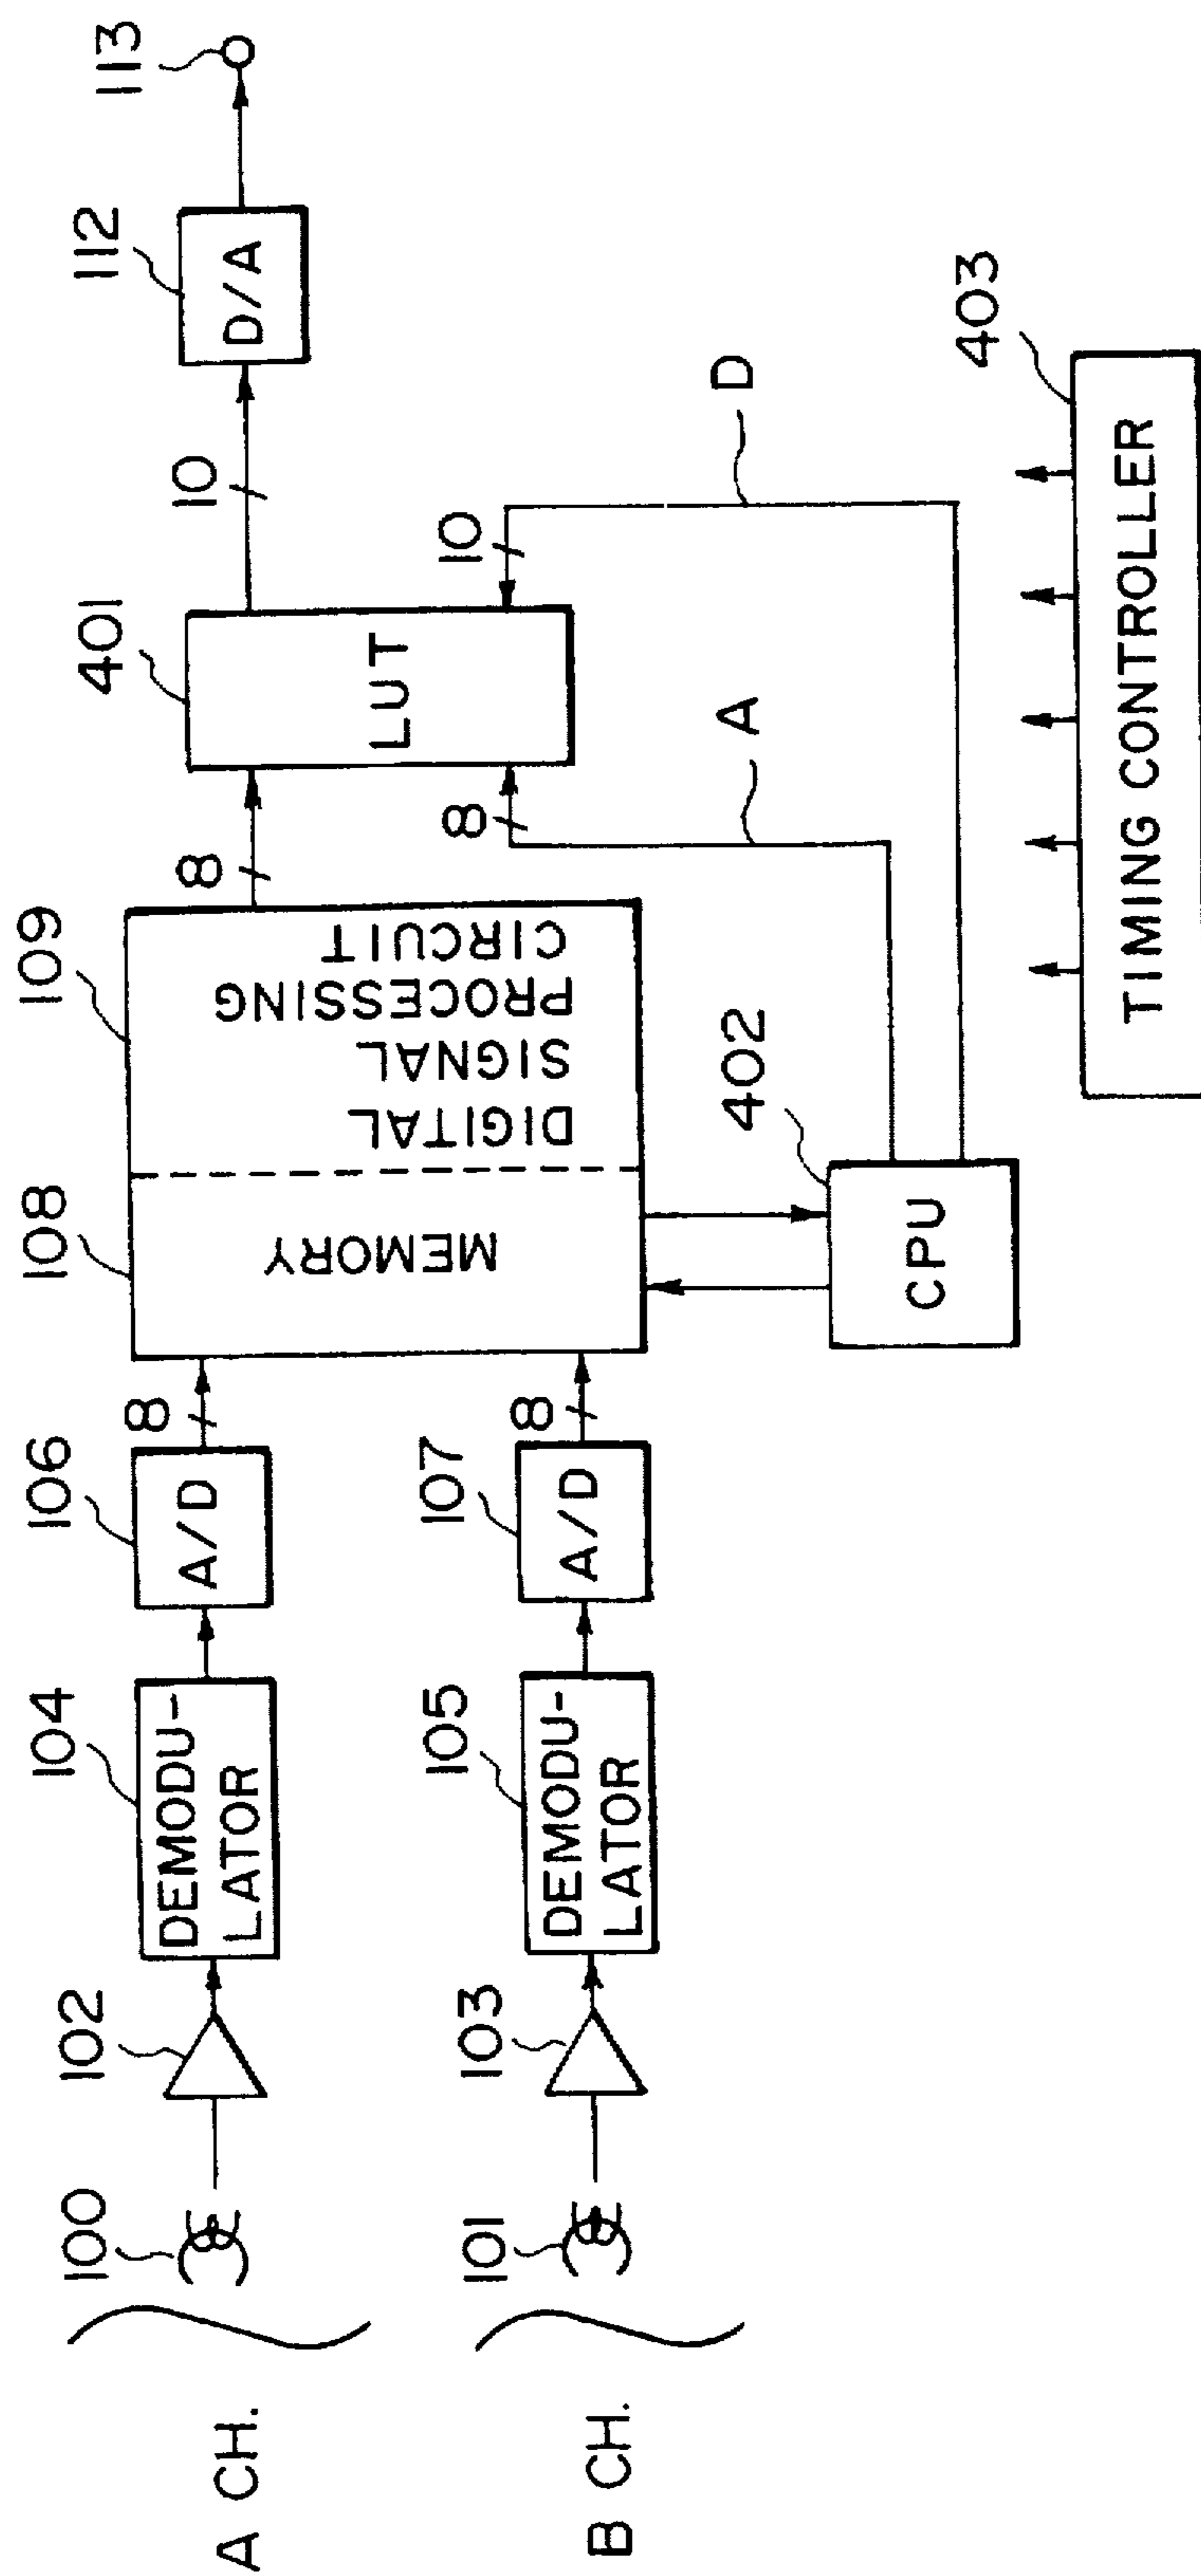 A CH.
100
102
104
DEMODU-
LATOR
106
A/D
8
108
MEMORY
109
DIGITAL
SIGNAL
PROCESSING
CIRCUIT
8
401
LUT
10
112
D/A
113
B CH.
101
103
105
DEMODU-
LATOR
107
A/D
8
402
CPU
8
A
10
D
403
TIMING CONTROLLER